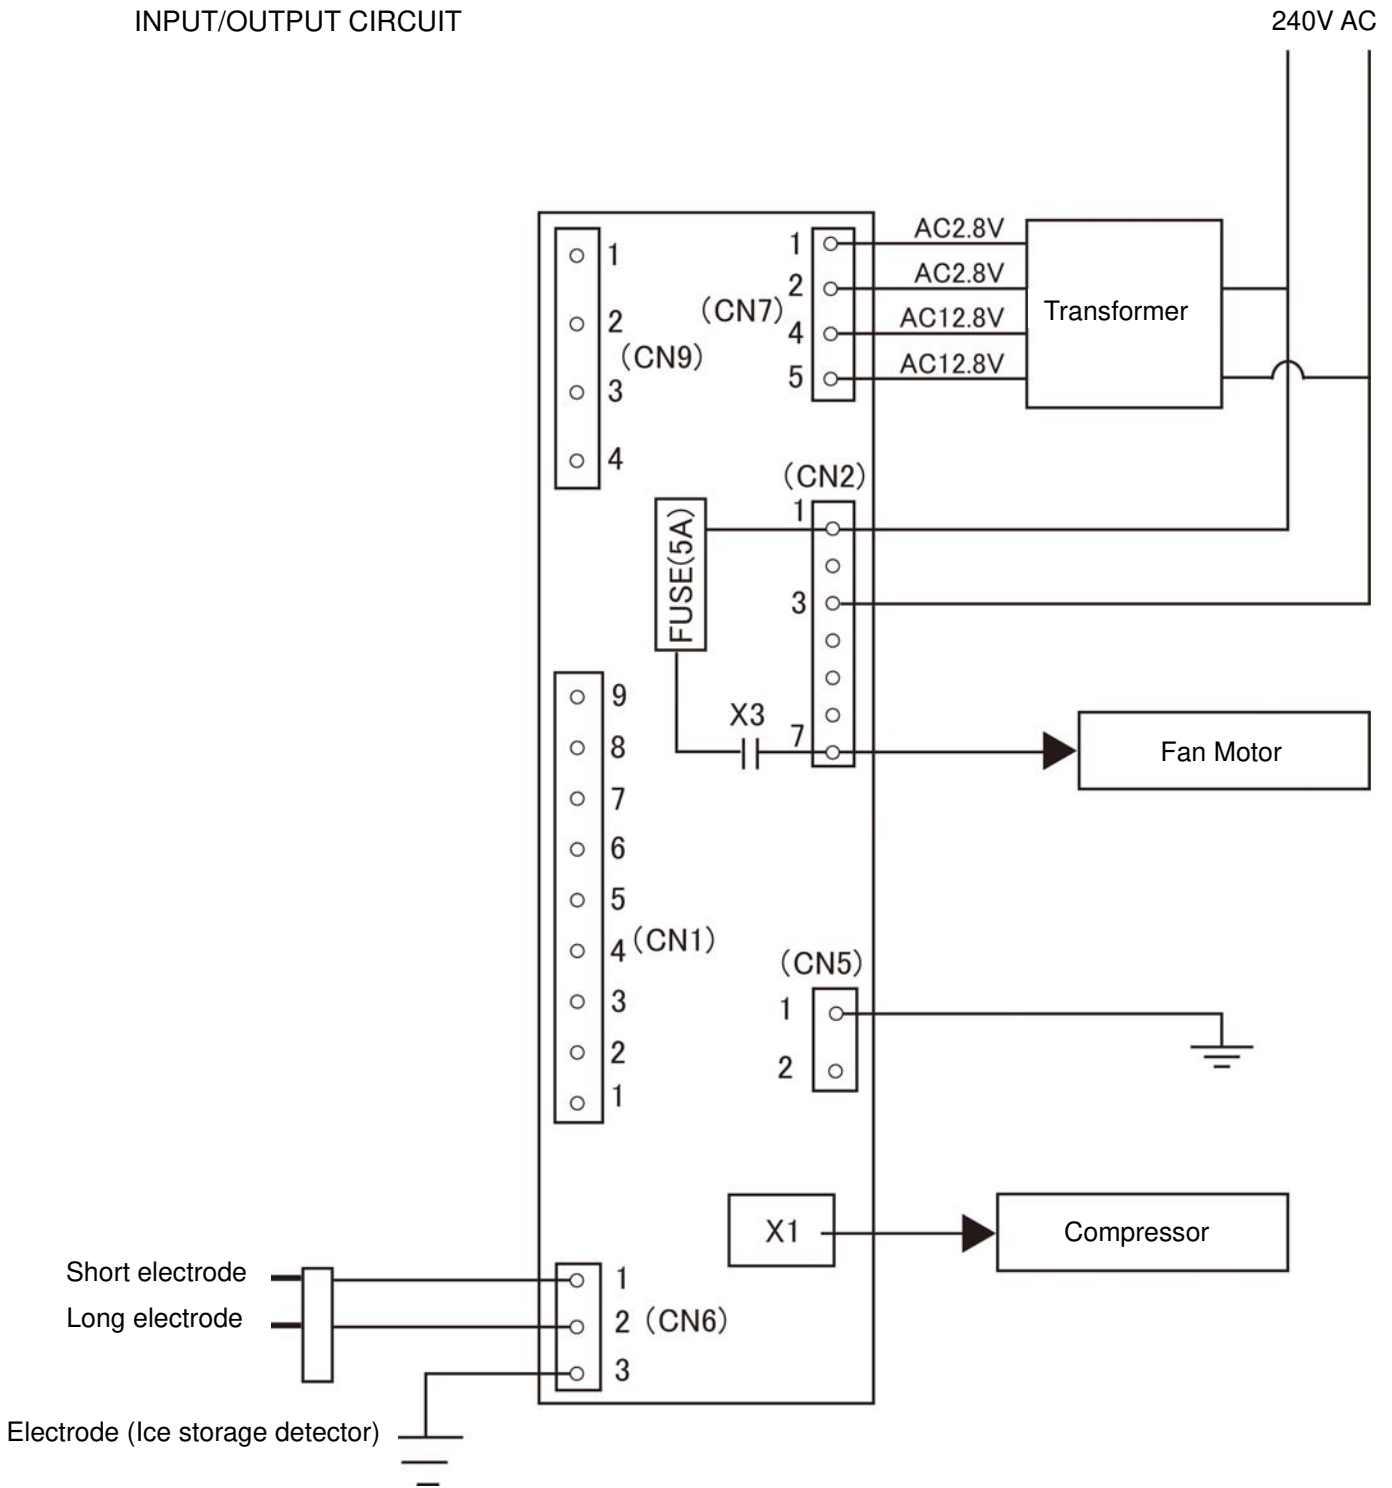 INPUT/OUTPUT CIRCUIT
240V AC
1
2
(CN9)
3
4
1
2
(CN7)
4
5
AC2.8V
AC2.8V
AC12.8V
AC12.8V
Transformer
(CN2)
1
3
7
FUSE(5A)
X3
Fan Motor
9
8
7
6
5
4 (CN1)
3
2
1
(CN5)
1
2
X1
Compressor
Short electrode
Long electrode
1
2 (CN6)
3
Electrode (Ice storage detector)